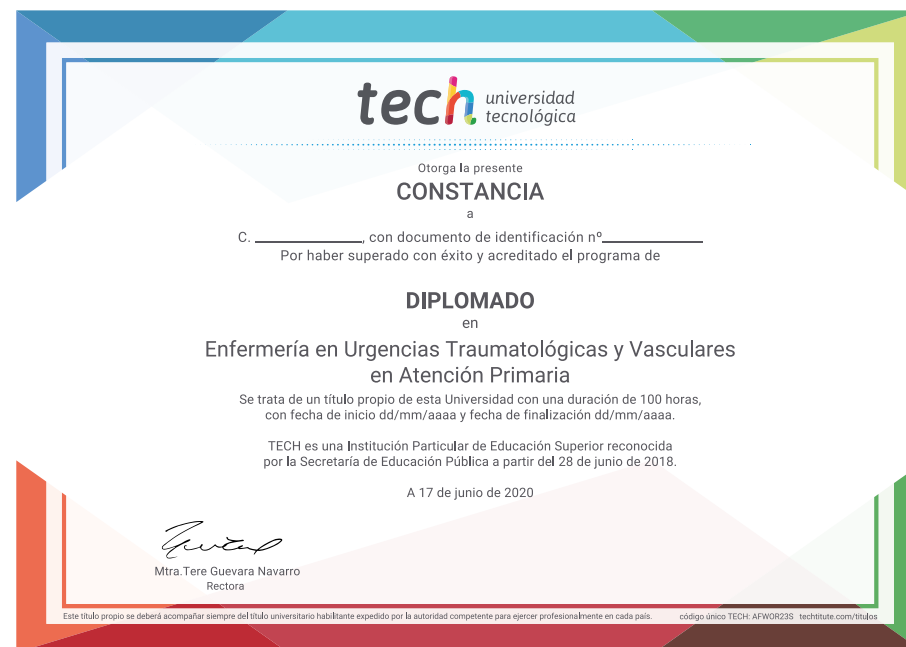 tech universidad
tecnológica
Otorga la presente
CONSTANCIA
a
C. ____________, con documento de identificación nº____________
Por haber superado con éxito y acreditado el programa de
DIPLOMADO
en
Enfermería en Urgencias Traumatológicas y Vasculares
en Atención Primaria
Se trata de un título propio de esta Universidad con una duración de 100 horas,
con fecha de inicio dd/mm/aaaa y fecha de finalización dd/mm/aaaa.
TECH es una Institución Particular de Educación Superior reconocida
por la Secretaría de Educación Pública a partir del 28 de junio de 2018.
A 17 de junio de 2020
Mtra.Tere Guevara Navarro
Rectora
Este título propio se deberá acompañar siempre del título universitario habilitante expedido por la autoridad competente para ejercer profesionalmente en cada país. código único TECH: AFWOR23S techtitute.com/titulos